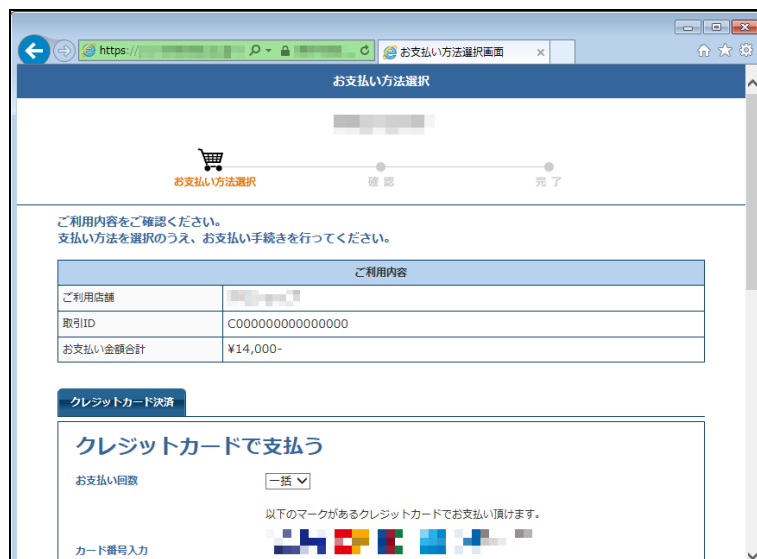 https://
お支払い方法選択画面
お支払い方法選択
お支払い方法選択
確認
完了
ご利用内容をご確認ください。
支払い方法を選択のうえ、お支払い手続きを行ってください。
ご利用内容
ご利用店舗
取引ID C000000000000000
お支払い金額合計 ¥14,000-
クレジットカード決済
クレジットカードで支払う
お支払い回数 一括
以下のマークがあるクレジットカードでお支払い頂けます。
カード番号入力